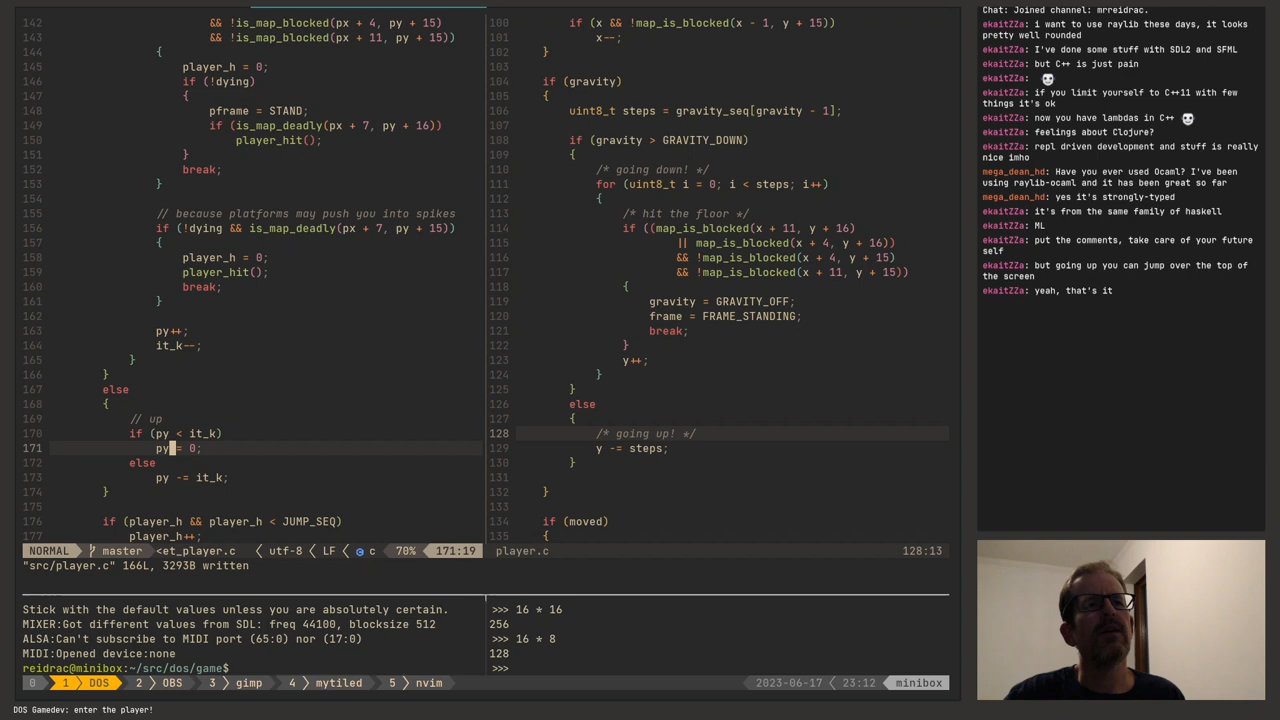 142 && !is_map_blocked(px + 4, py + 15)
143 && !is_map_blocked(px + 11, py + 15))
144 {
145 player_h = 0;
146 if (!dying)
147 {
148 pframe = STAND;
149 if (is_map_deadly(px + 7, py + 16))
150 player_hit();
151 }
152 break;
153 }
154
155 // because platforms may push you into spikes
156 if (!dying && is_map_deadly(px + 7, py + 15))
157 {
158 player_h = 0;
159 player_hit();
160 break;
161 }
162
163 py++;
164 it_k--;
165 }
166 }
167 else
168 {
169 // up
170 if (py < it_k)
171 py = 0;
172 else
173 py -= it_k;
174 }
175
176 if (player_h && player_h < JUMP_SEQ)
177 player_h++;
NORMAL master <et_player.c utf-8 LF c 70% 171:19
"src/player.c" 166L, 3293B written
100 if (x && !map_is_blocked(x - 1, y + 15))
101 x--;
102 }
103
104 if (gravity)
105 {
106 uint8_t steps = gravity_seq[gravity - 1];
107
108 if (gravity > GRAVITY_DOWN)
109 {
110 /* going down! */
111 for (uint8_t i = 0; i < steps; i++)
112 {
113 /* hit the floor */
114 if ((map_is_blocked(x + 11, y + 16)
115 || map_is_blocked(x + 4, y + 16))
116 && !map_is_blocked(x + 4, y + 15)
117 && !map_is_blocked(x + 11, y + 15))
118 {
119 gravity = GRAVITY_OFF;
120 frame = FRAME_STANDING;
121 break;
122 }
123 y++;
124 }
125 }
126 else
127 {
128 /* going up! */
129 y -= steps;
130 }
131
132 }
133
134 if (moved)
135 {
player.c 128:13
Stick with the default values unless you are absolutely certain.
MIXER:Got different values from SDL: freq 44100, blocksize 512
ALSA:Can't subscribe to MIDI port (65:0) nor (17:0)
MIDI:Opened device:none
reidrac@minibox:~/src/dos/game$
>>> 16 * 16
256
>>> 16 * 8
128
>>>
0 1 DOS 2 OBS 3 gimp 4 mytiled 5 nvim 2023-06-17 23:12 minibox
DOS Gamedev: enter the player!
Chat: Joined channel: mrreidrac.
ekaitZZa: i want to use raylib these days, it looks
pretty well rounded
ekaitZZa: I've done some stuff with SDL2 and SFML
ekaitZZa: but C++ is just pain
ekaitZZa:
ekaitZZa: if you limit yourself to C++11 with few
things it's ok
ekaitZZa: now you have lambdas in C++
ekaitZZa: feelings about Clojure?
ekaitZZa: repl driven development and stuff is really
nice imho
mega_dean_hd: Have you ever used Ocaml? I've been
using raylib-ocaml and it has been great so far
mega_dean_hd: yes it's strongly-typed
ekaitZZa: it's from the same family of haskell
ekaitZZa: ML
ekaitZZa: put the comments, take care of your future
self
ekaitZZa: but going up you can jump over the top of
the screen
ekaitZZa: yeah, that's it